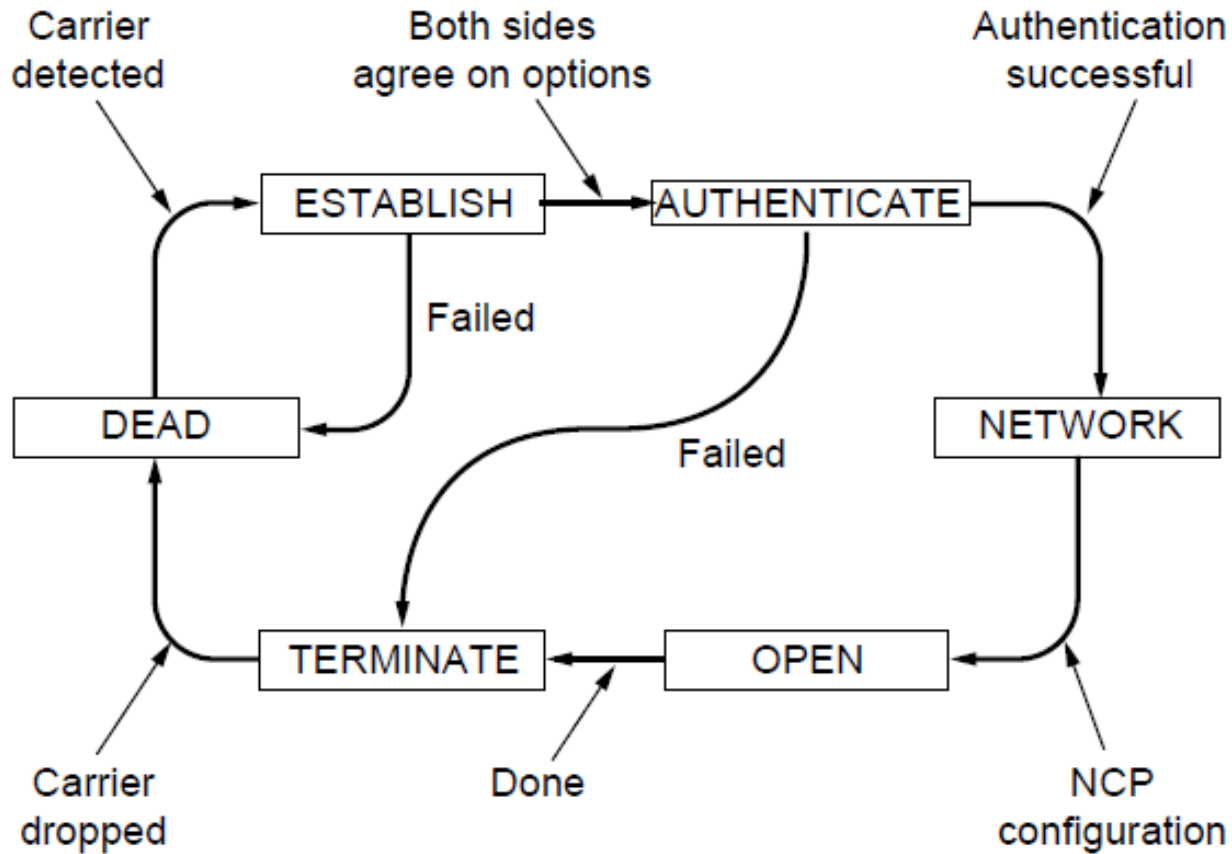 Carrier
detected
Both sides
agree on options
Authentication
successful
ESTABLISH
AUTHENTICATE
Failed
DEAD
NETWORK
Failed
TERMINATE
OPEN
Carrier
dropped
Done
NCP
configuration